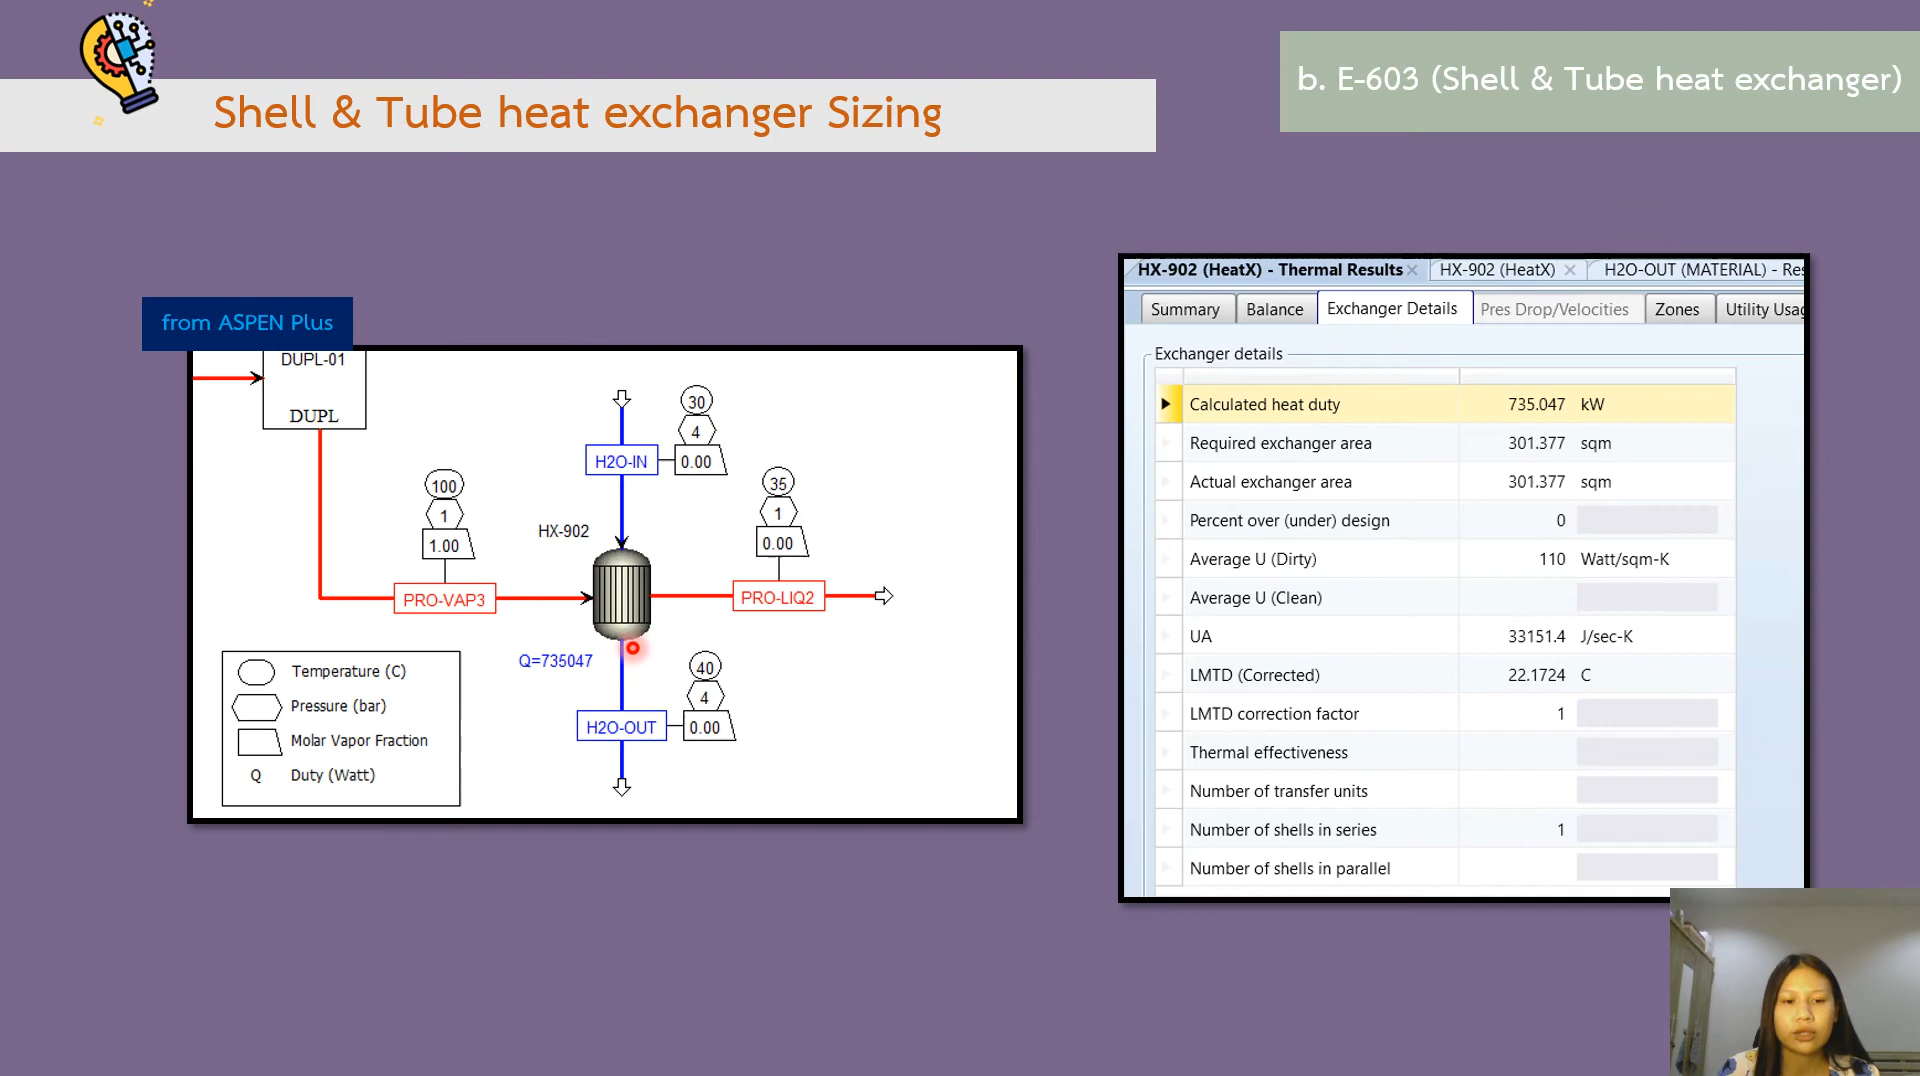 Shell & Tube heat exchanger Sizing
b. E-603 (Shell & Tube heat exchanger)
from ASPEN Plus
DUPL-01
DUPL
30
4
H2O-IN
0.00
100
1
1.00
HX-902
35
1
0.00
PRO-VAP3
PRO-LIQ2
Q=735047
40
4
H2O-OUT
0.00
Temperature (C)
Pressure (bar)
Molar Vapor Fraction
Q Duty (Watt)
HX-902 (HeatX) - Thermal Results × HX-902 (HeatX) × H2O-OUT (MATERIAL) - Res
Summary Balance Exchanger Details Pres Drop/Velocities Zones Utility Usag
Exchanger details
Calculated heat duty 735.047 kW
Required exchanger area 301.377 sqm
Actual exchanger area 301.377 sqm
Percent over (under) design 0
Average U (Dirty) 110 Watt/sqm-K
Average U (Clean)
UA 33151.4 J/sec-K
LMTD (Corrected) 22.1724 C
LMTD correction factor 1
Thermal effectiveness
Number of transfer units
Number of shells in series 1
Number of shells in parallel